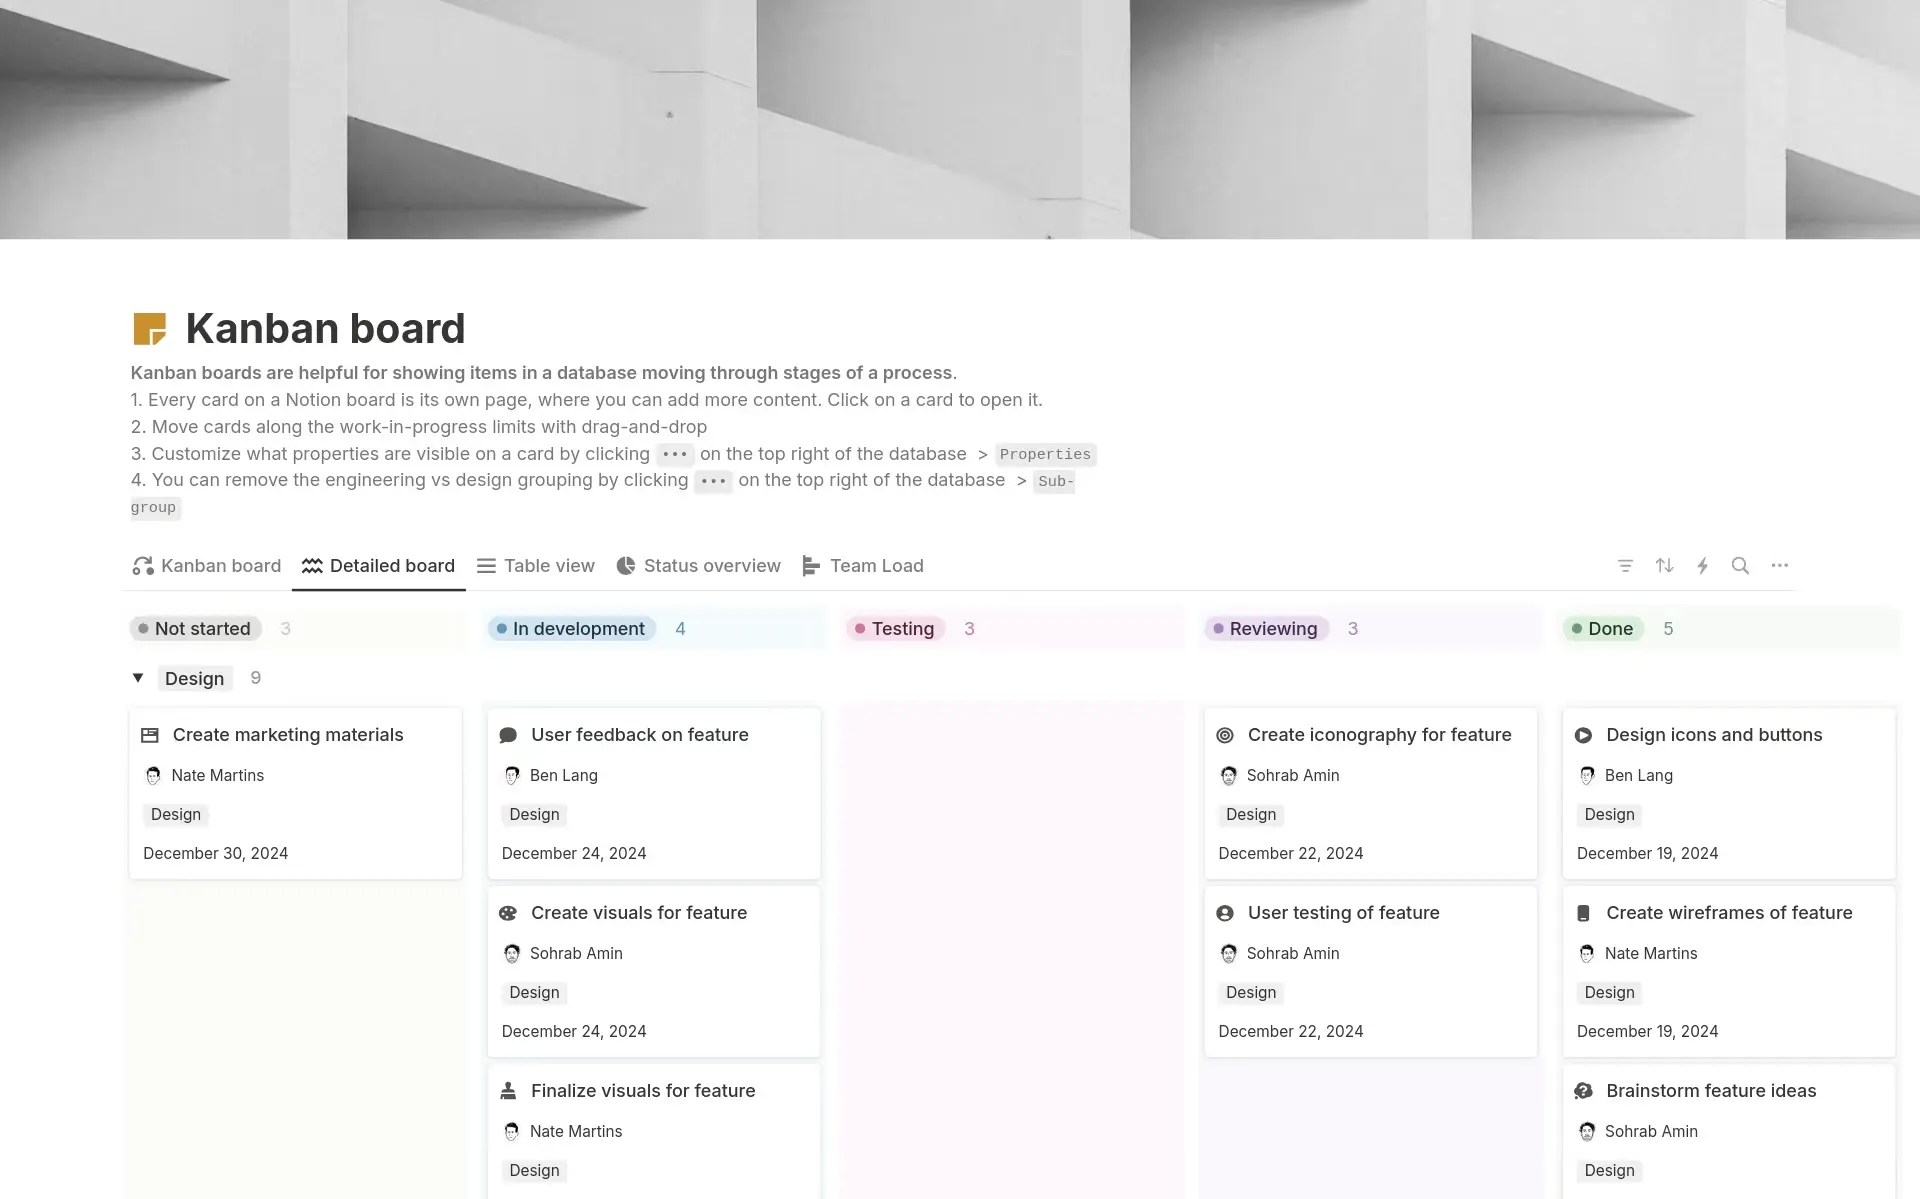 Kanban board
Kanban boards are helpful for showing items in a database moving through stages of a process.
1. Every card on a Notion board is its own page, where you can add more content. Click on a card to open it.
2. Move cards along the work-in-progress limits with drag-and-drop
3. Customize what properties are visible on a card by clicking ••• on the top right of the database > Properties
4. You can remove the engineering vs design grouping by clicking ••• on the top right of the database > Sub-
group
Kanban board Detailed board Table view Status overview Team Load
Not started 3 In development 4 Testing 3 Reviewing 3 Done 5
Design 9
Create marketing materials
Nate Martins
Design
December 30, 2024
User feedback on feature
Ben Lang
Design
December 24, 2024
Create visuals for feature
Sohrab Amin
Design
December 24, 2024
Finalize visuals for feature
Nate Martins
Design
Create iconography for feature
Sohrab Amin
Design
December 22, 2024
User testing of feature
Sohrab Amin
Design
December 22, 2024
Design icons and buttons
Ben Lang
Design
December 19, 2024
Create wireframes of feature
Nate Martins
Design
December 19, 2024
Brainstorm feature ideas
Sohrab Amin
Design